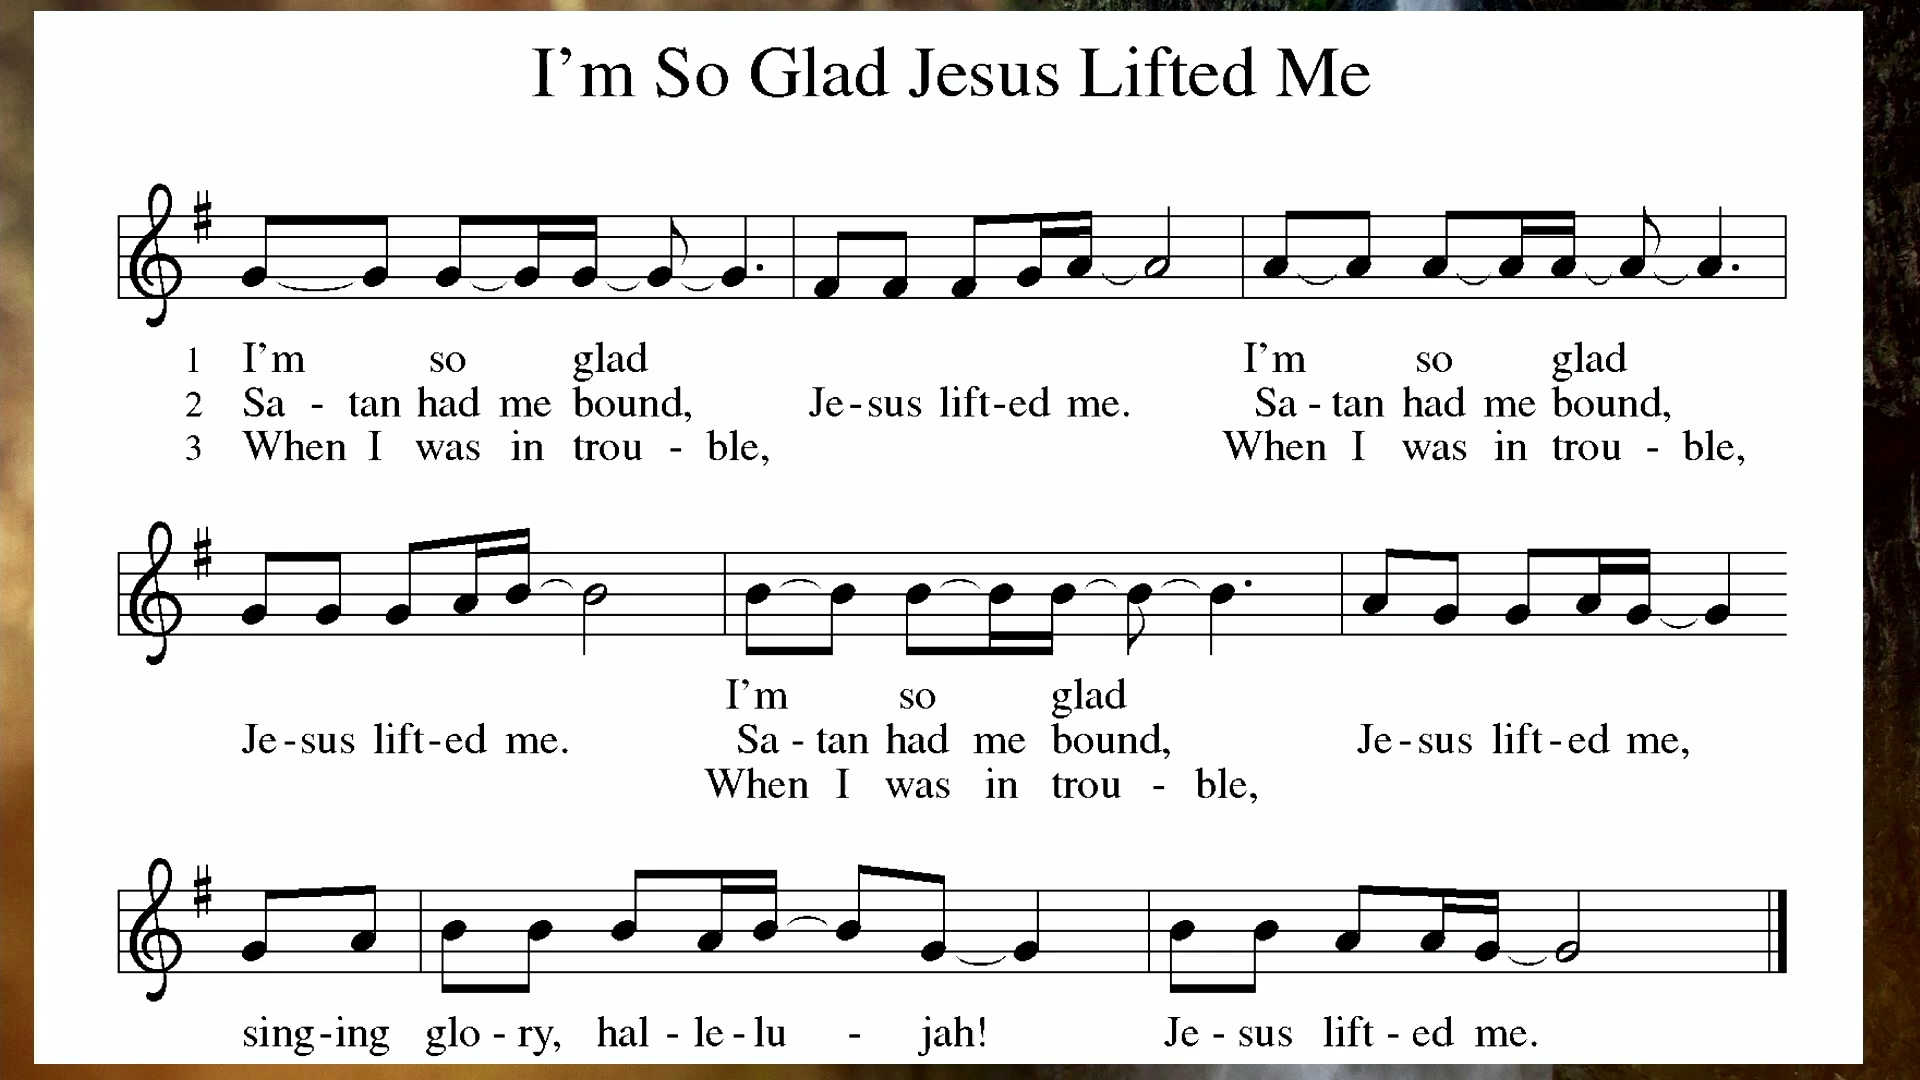 I’m So Glad Jesus Lifted Me
1 I’m so glad I’m so glad
2 Sa - tan had me bound, Je - sus lift - ed me. Sa - tan had me bound,
3 When I was in trou - ble, When I was in trou - ble,
I’m so glad
Je - sus lift - ed me. Sa - tan had me bound, Je - sus lift - ed me,
When I was in trou - ble,
sing - ing glo - ry, hal - le - lu - jah! Je - sus lift - ed me.